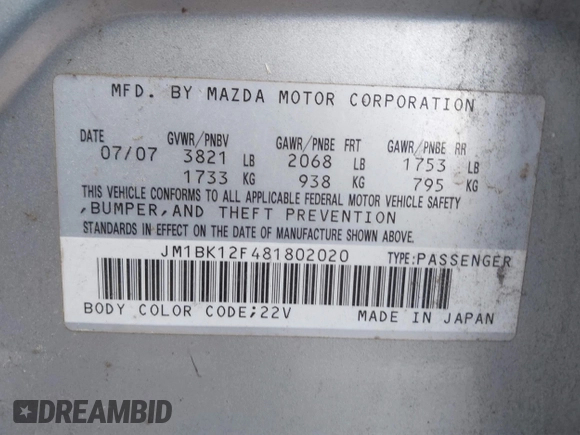 MFD. BY MAZDA MOTOR CORPORATION
DATE GVWR/PNBV GAWR/PNBE FRT GAWR/PNBE RR
07/07 3821 LB 2068 LB 1753 LB
1733 KG 938 KG 795 KG
THIS VEHICLE CONFORMS TO ALL APPLICABLE FEDERAL MOTOR VEHICLE SAFETY
,BUMPER,AND THEFT PREVENTION
STANDARDS IN EFFECT ON THE DATE OF MANUFACTURE SHOWN ABOVE.
JM1BK12F481802020 TYPE:PASSENGER
BODY COLOR CODE;22V MADE IN JAPAN
DREAMBID